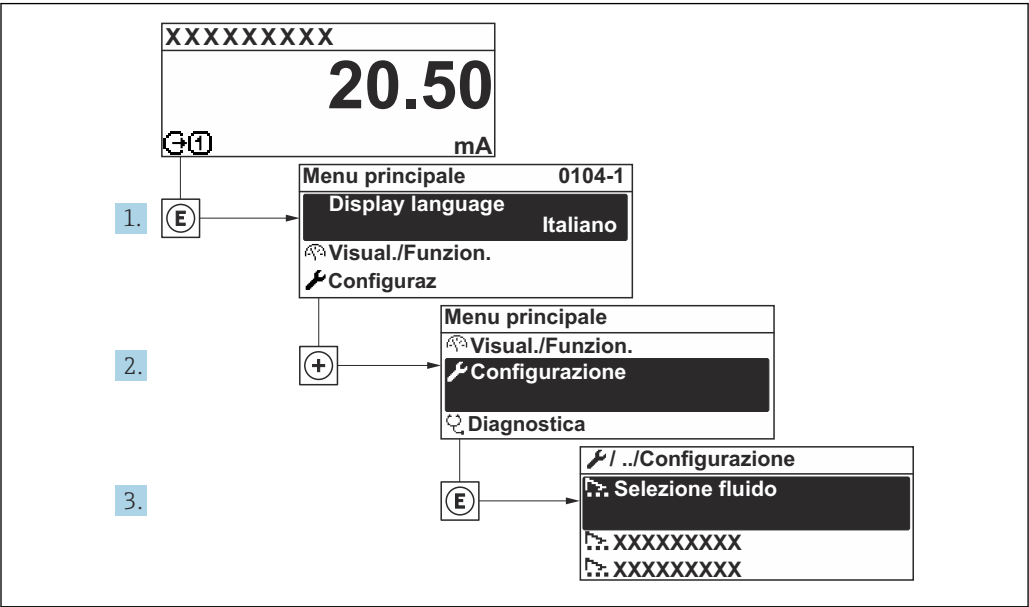 XXXXXXXXX
20.50
1
mA
Menu principale 0104-1
1. E Display language
Italiano
Visual./Funzion.
Configuraz
Menu principale
2. + Visual./Funzion.
Configurazione
Diagnostica
/ ../Configurazione
3. E Selezione fluido
XXXXXXXXX
XXXXXXXXX